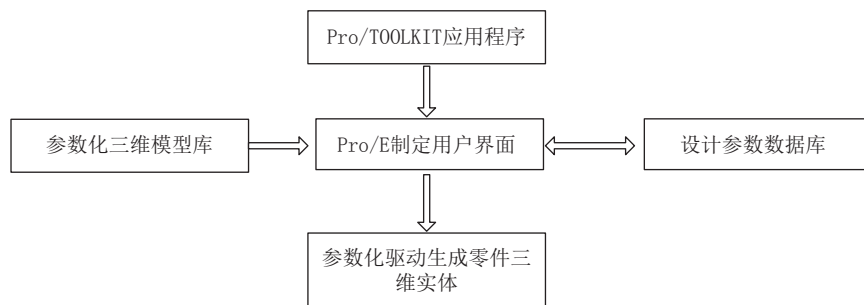 Pro/TOOLKIT应用程序
参数化三维模型库
Pro/E制定用户界面
设计参数数据库
参数化驱动生成零件三
维实体